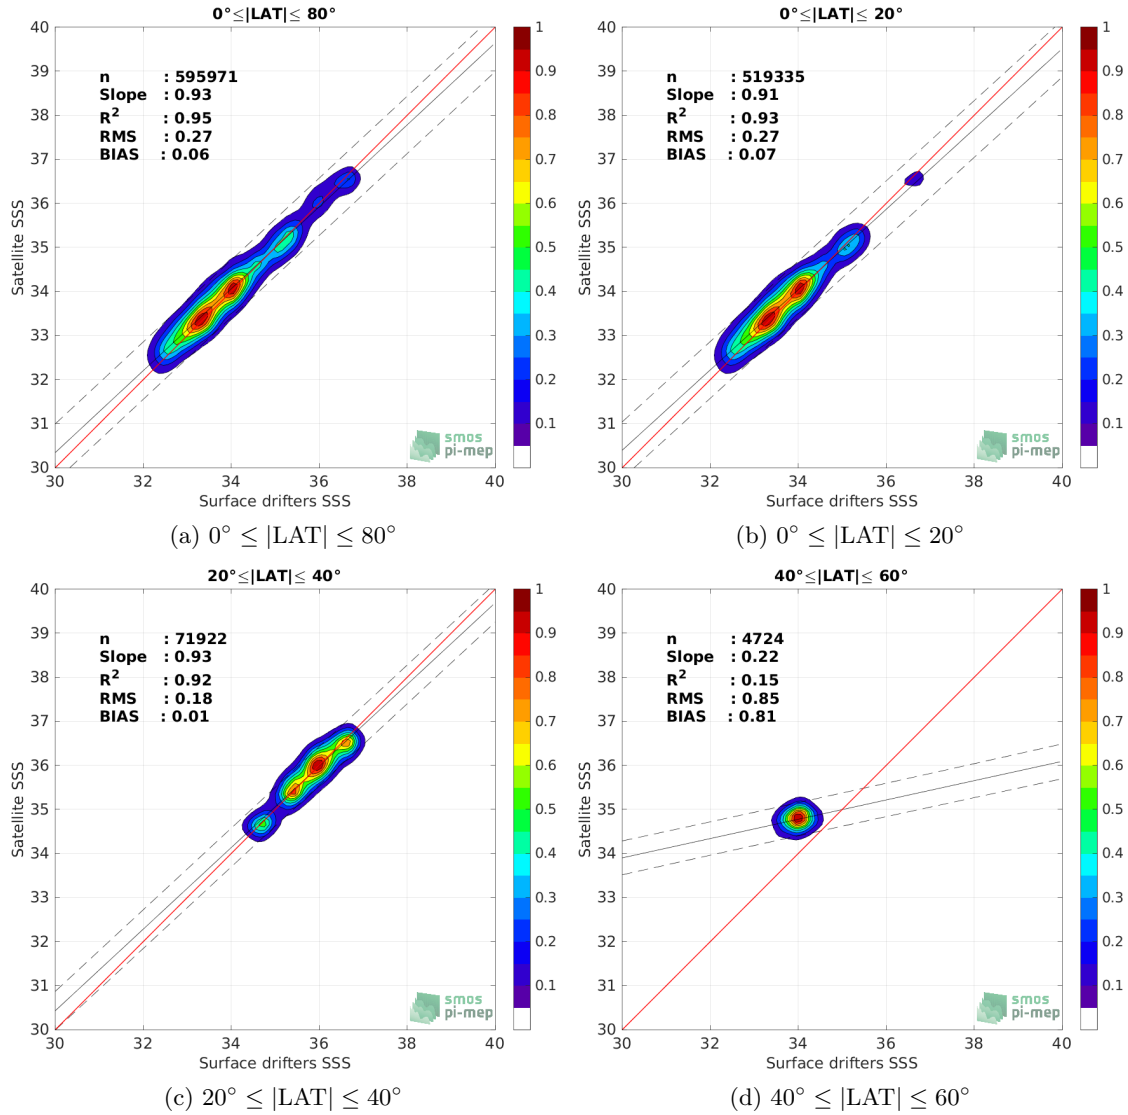 0°≤|LAT|≤ 80°
40
39
38
37
36
35
34
33
32
31
30
Satellite SSS
n : 595971
Slope : 0.93
R² : 0.95
RMS : 0.27
BIAS : 0.06
smos
pi-mep
30 32 34 36 38 40
Surface drifters SSS
1
0.9
0.8
0.7
0.6
0.5
0.4
0.3
0.2
0.1
(a) 0° ≤ |LAT| ≤ 80°
0°≤|LAT|≤ 20°
40
39
38
37
36
35
34
33
32
31
30
Satellite SSS
n : 519335
Slope : 0.91
R² : 0.93
RMS : 0.27
BIAS : 0.07
smos
pi-mep
30 32 34 36 38 40
Surface drifters SSS
1
0.9
0.8
0.7
0.6
0.5
0.4
0.3
0.2
0.1
(b) 0° ≤ |LAT| ≤ 20°
20°≤|LAT|≤ 40°
40
39
38
37
36
35
34
33
32
31
30
Satellite SSS
n : 71922
Slope : 0.93
R² : 0.92
RMS : 0.18
BIAS : 0.01
smos
pi-mep
30 32 34 36 38 40
Surface drifters SSS
1
0.9
0.8
0.7
0.6
0.5
0.4
0.3
0.2
0.1
(c) 20° ≤ |LAT| ≤ 40°
40°≤|LAT|≤ 60°
40
39
38
37
36
35
34
33
32
31
30
Satellite SSS
n : 4724
Slope : 0.22
R² : 0.15
RMS : 0.85
BIAS : 0.81
smos
pi-mep
30 32 34 36 38 40
Surface drifters SSS
1
0.9
0.8
0.7
0.6
0.5
0.4
0.3
0.2
0.1
(d) 40° ≤ |LAT| ≤ 60°